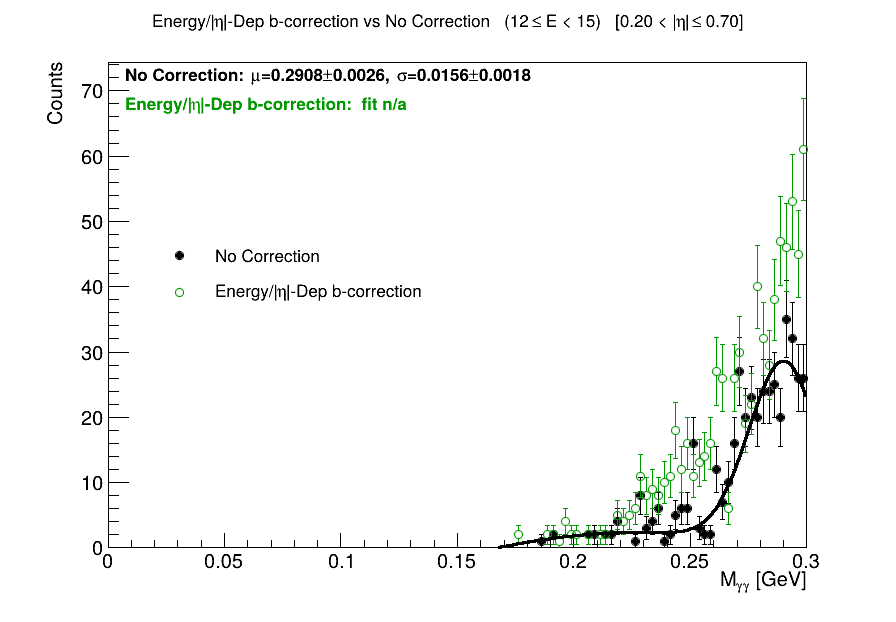 Energy/|η|-Dep b-correction vs No Correction (12 ≤ E < 15) [0.20 < |η| ≤ 0.70]
Counts
No Correction: μ=0.2908±0.0026, σ=0.0156±0.0018
Energy/|η|-Dep b-correction: fit n/a
70
60
50
No Correction
Energy/|η|-Dep b-correction
40
30
20
10
0
0 0.05 0.1 0.15 0.2 0.25 0.3
Mγγ [GeV]